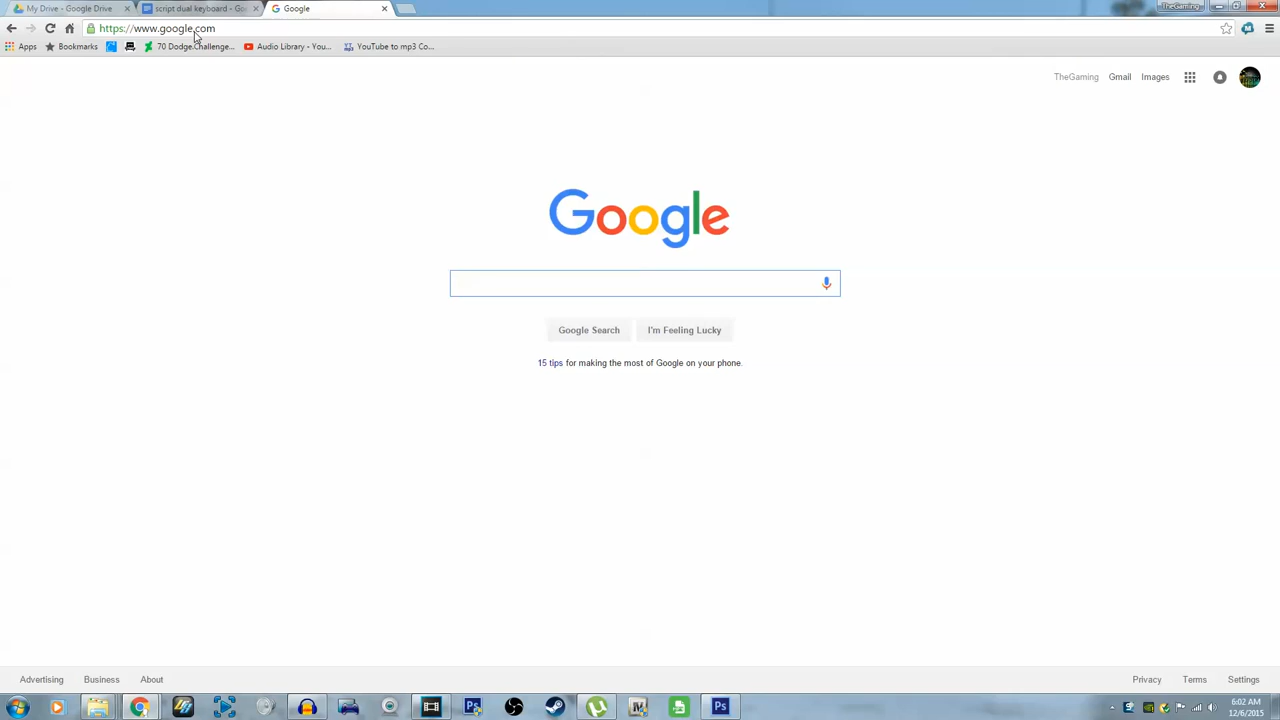 My Drive - Google Drive
script dual keyboard - Go
Google
TheGaming
https://www.google.com
Apps
Bookmarks
70 Dodge Challenge...
Audio Library - You...
YouTube to mp3 Co...
TheGaming
Gmail
Images
Google
Google Search
I'm Feeling Lucky
15 tips for making the most of Google on your phone.
Advertising
Business
About
Privacy
Terms
Settings
6:02 AM
12/6/2015